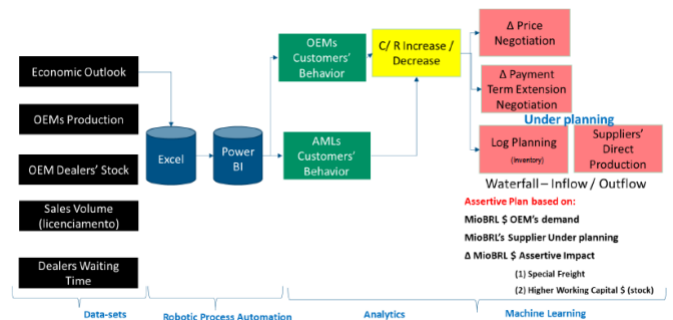 Economic Outlook
OEMs Production
OEM Dealers' Stock
Sales Volume
(licenciamento)
Dealers Waiting
Time
Excel
Power
BI
OEMs
Customers'
Behavior
AMLs
Customers'
Behavior
C/ R Increase /
Decrease
Δ Price
Negotiation
Δ Payment
Term Extension
Negotiation
Under planning
Log Planning
(Inventory)
Suppliers'
Direct
Production
Waterfall – Inflow / Outflow
Assertive Plan based on:
MioBRL $ OEM's demand
MioBRL's Supplier Under planning
Δ MioBRL $ Assertive Impact
(1) Special Freight
(2) Higher Working Capital $ (stock)
Data-sets
Robotic Process Automation
Analytics
Machine Learning